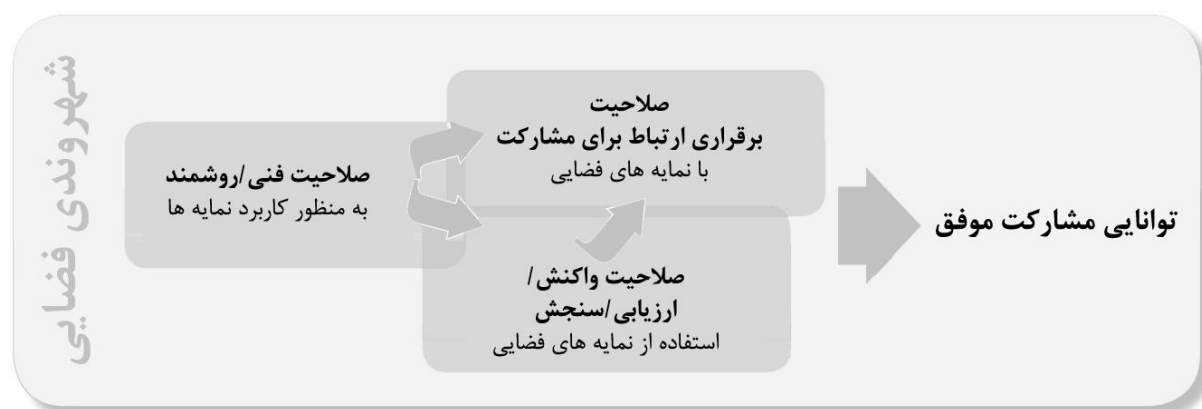 شهروندی فضایی
صلاحیت فنی/روشمند
به منظور کاربرد نمایه ها
صلاحیت
برقراری ارتباط برای مشارکت
با نمایه های فضایی
صلاحیت واکنش/
ارزیابی/سنجش
استفاده از نمایه های فضایی
توانایی مشارکت موفق